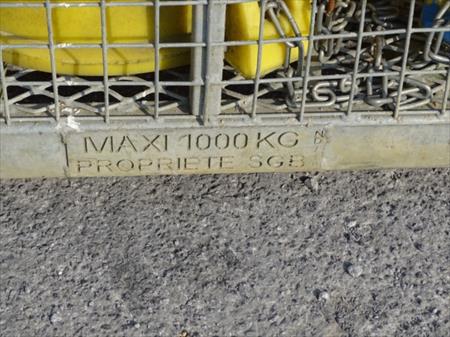 MAXI 1000 KG
PROPRIETE SGB